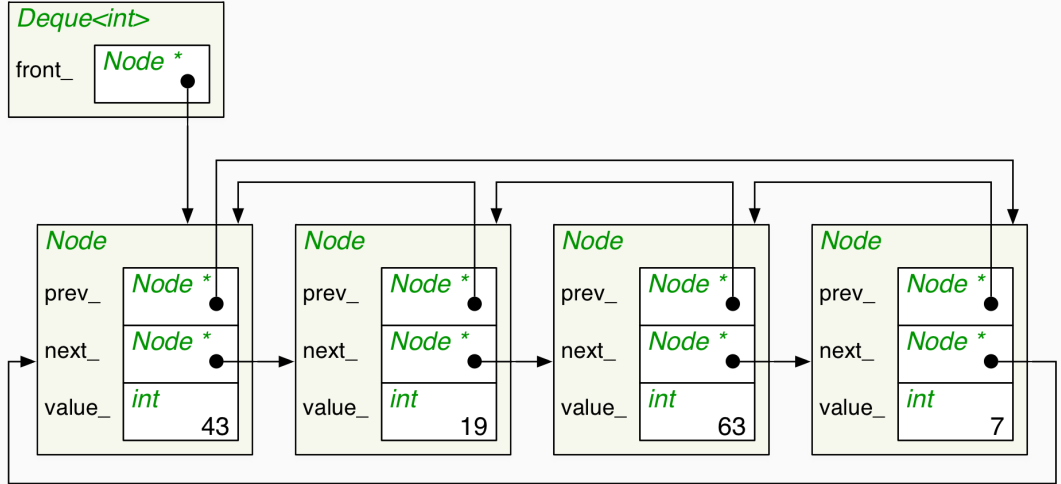 Deque<int>
front_ Node *
Node
prev_ Node *
next_ Node *
value_ int
43
Node
prev_ Node *
next_ Node *
value_ int
19
Node
prev_ Node *
next_ Node *
value_ int
63
Node
prev_ Node *
next_ Node *
value_ int
7